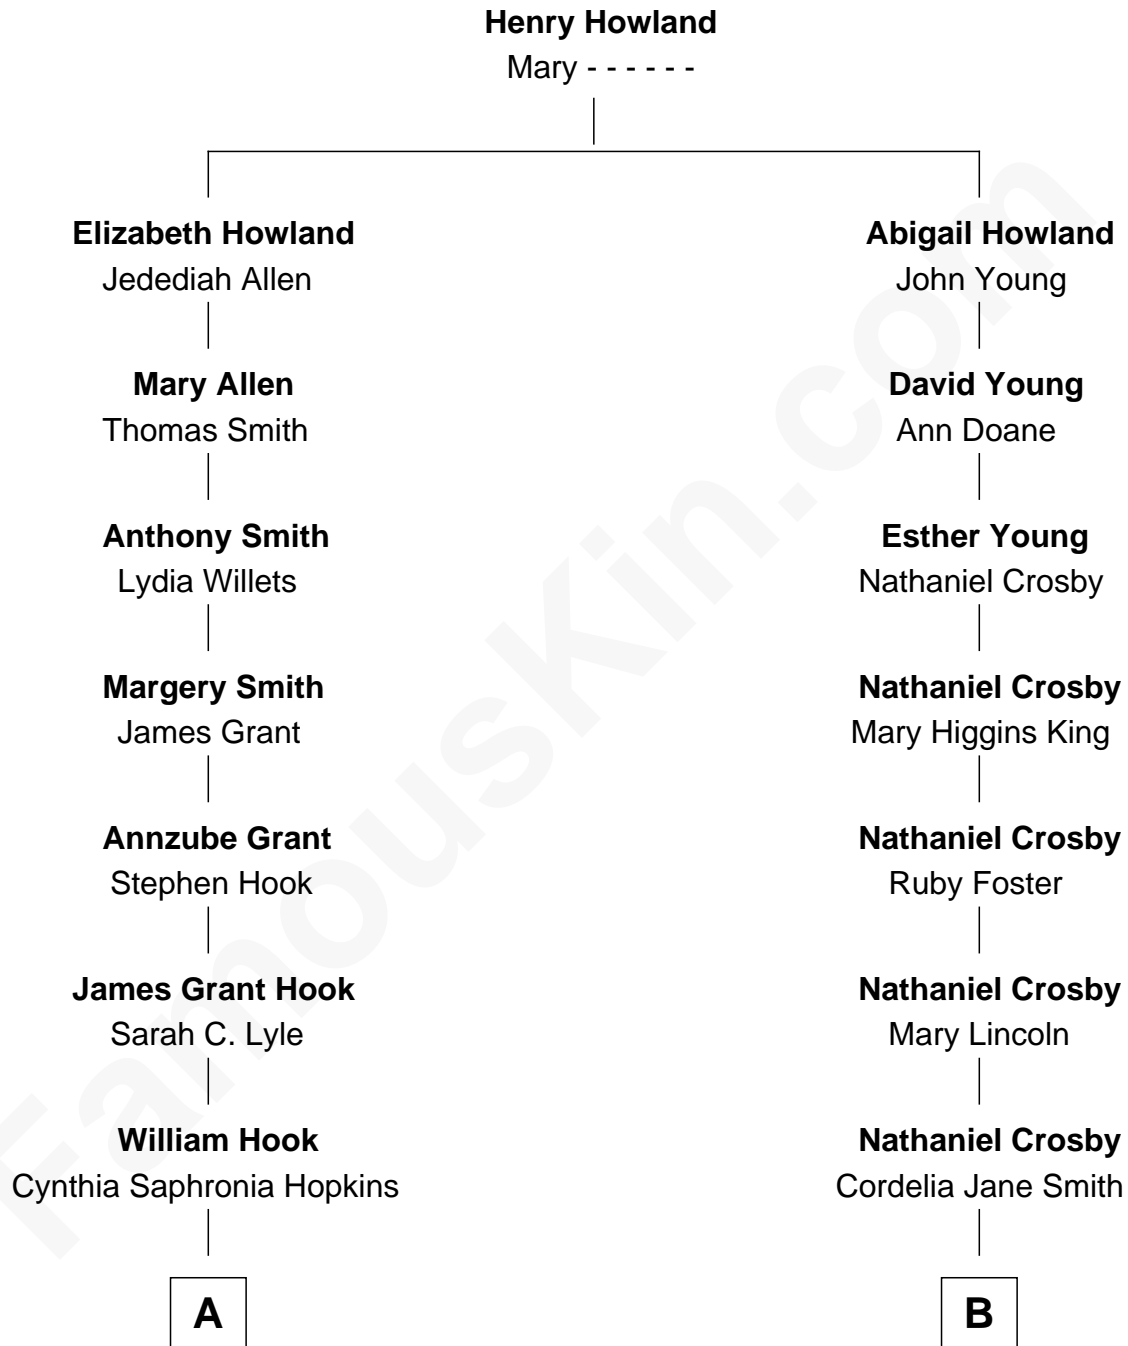 Henry Howland
Mary - - - - - -
Elizabeth Howland
Jedediah Allen
Abigail Howland
John Young
Mary Allen
Thomas Smith
David Young
Ann Doane
Anthony Smith
Lydia Willets
Esther Young
Nathaniel Crosby
Margery Smith
James Grant
Nathaniel Crosby
Mary Higgins King
Annzube Grant
Stephen Hook
Nathaniel Crosby
Ruby Foster
James Grant Hook
Sarah C. Lyle
Nathaniel Crosby
Mary Lincoln
William Hook
Cynthia Saphronia Hopkins
Nathaniel Crosby
Cordelia Jane Smith
A
B
FamousKin.com